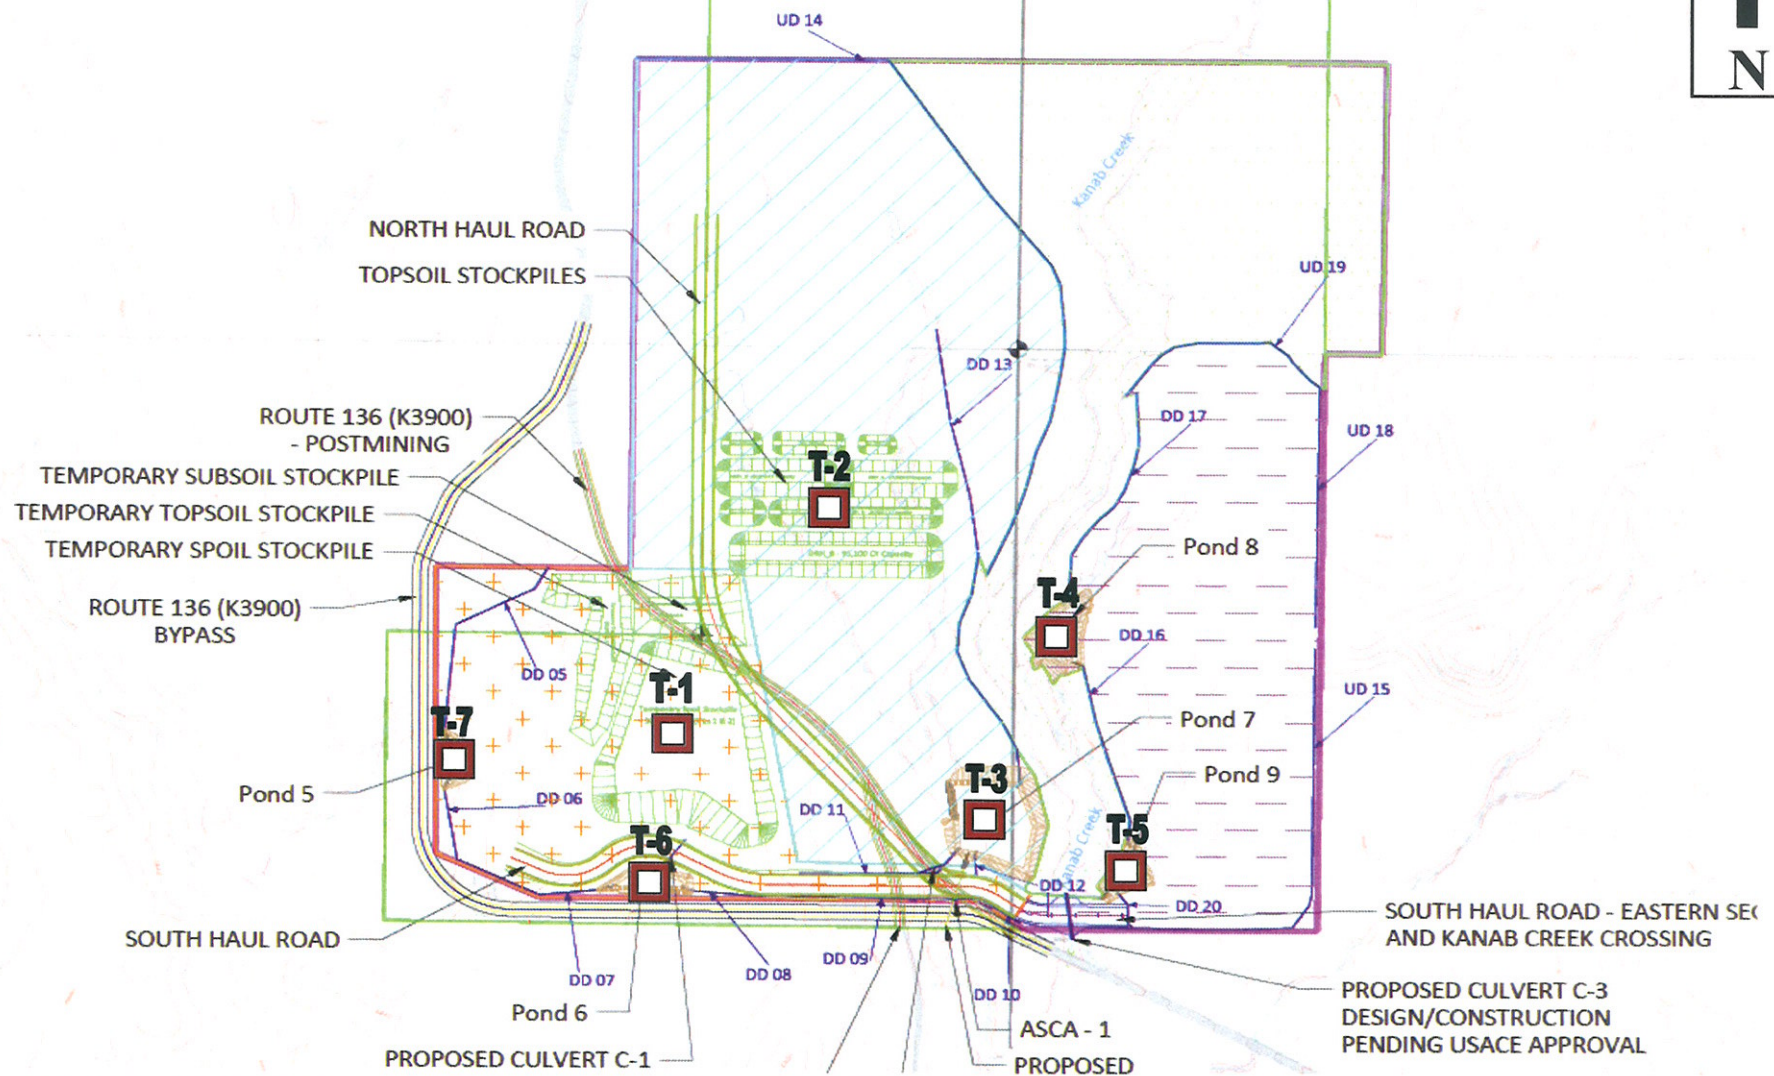 UD 14
N
Kanab Creek
NORTH HAUL ROAD
TOPSOIL STOCKPILES
UD 19
DD 13
ROUTE 136 (K3900)
- POSTMINING
DD 17
UD 18
TEMPORARY SUBSOIL STOCKPILE
T-2
TEMPORARY TOPSOIL STOCKPILE
TEMPORARY SPOIL STOCKPILE
Pond 8
T-4
ROUTE 136 (K3900)
BYPASS
DD 16
DD 05
T-1
UD 15
T-7
Pond 7
Pond 5
T-3
Pond 9
DD 06
DD 11
T-5
anab Creek
T-6
DD 12
DD 20
SOUTH HAUL ROAD - EASTERN SEC
AND KANAB CREEK CROSSING
SOUTH HAUL ROAD
DD 09
DD 07
DD 08
DD 10
PROPOSED CULVERT C-3
DESIGN/CONSTRUCTION
PENDING USACE APPROVAL
Pond 6
ASCA - 1
PROPOSED CULVERT C-1
PROPOSED